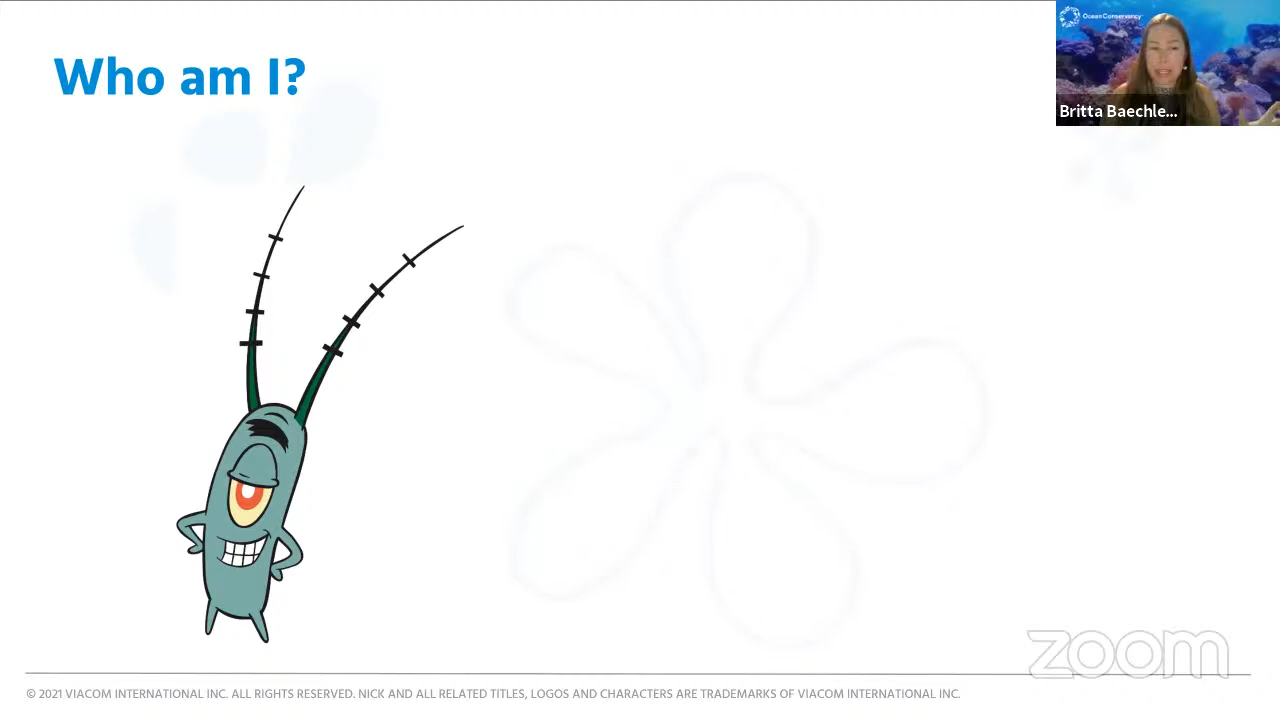 Who am I?
OceanConservancy
Britta Baechle...
zoom
© 2021 VIACOM INTERNATIONAL INC. ALL RIGHTS RESERVED. NICK AND ALL RELATED TITLES, LOGOS AND CHARACTERS ARE TRADEMARKS OF VIACOM INTERNATIONAL INC.